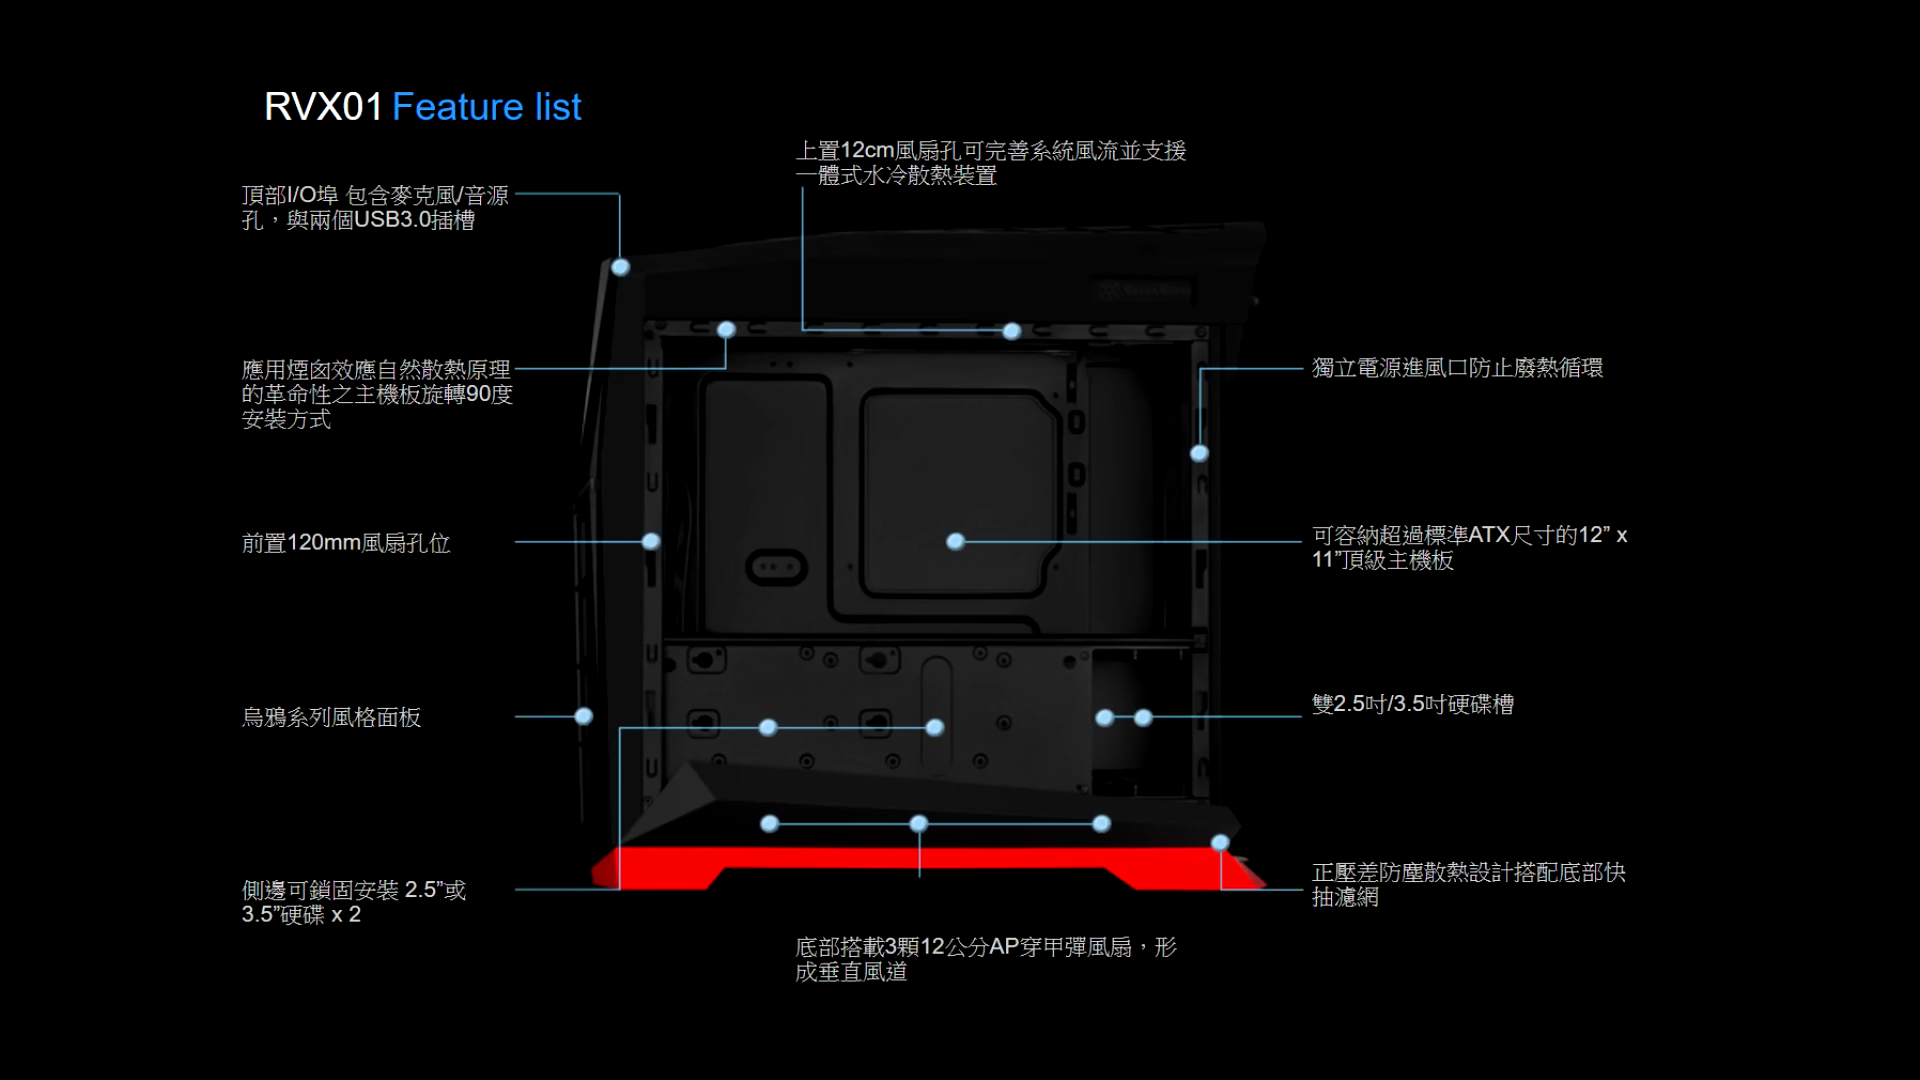 RVX01 Feature list
上置12cm風扇孔可完善系統風流並支援
一體式水冷散熱裝置
頂部I/O埠 包含麥克風/音源
孔，與兩個USB3.0插槽
應用煙囪效應自然散熱原理
的革命性之主機板旋轉90度
安裝方式
獨立電源進風口防止廢熱循環
前置120mm風扇孔位
可容納超過標準ATX尺寸的12” x
11”頂級主機板
烏鴉系列風格面板
雙2.5吋/3.5吋硬碟槽
側邊可鎖固安裝 2.5”或
3.5”硬碟 x 2
正壓差防塵散熱設計搭配底部快
抽濾網
底部搭載3顆12公分AP穿甲彈風扇，形
成垂直風道